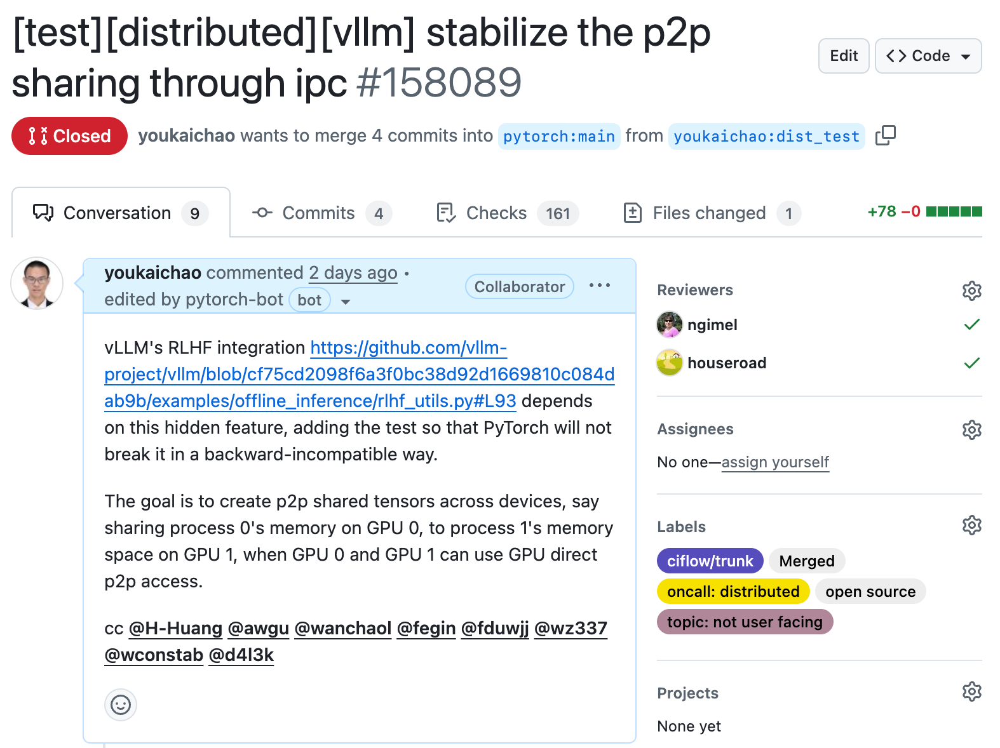 [test][distributed][vllm] stabilize the p2p
sharing through ipc #158089
Edit
Code
Closed
youkaichao wants to merge 4 commits into pytorch:main from youkaichao:dist_test
Conversation 9
Commits 4
Checks 161
Files changed 1
+78 −0
youkaichao commented 2 days ago •
edited by pytorch-bot bot
Collaborator
vLLM's RLHF integration https://github.com/vllm-
project/vllm/blob/cf75cd2098f6a3f0bc38d92d1669810c084d
ab9b/examples/offline_inference/rlhf_utils.py#L93 depends
on this hidden feature, adding the test so that PyTorch will not
break it in a backward-incompatible way.
The goal is to create p2p shared tensors across devices, say
sharing process 0's memory on GPU 0, to process 1's memory
space on GPU 1, when GPU 0 and GPU 1 can use GPU direct
p2p access.
cc @H-Huang @awgu @wanchaol @fegin @fduwjj @wz337
@wconstab @d4l3k
Reviewers
ngimel
houseroad
Assignees
No one—assign yourself
Labels
ciflow/trunk
Merged
oncall: distributed
open source
topic: not user facing
Projects
None yet